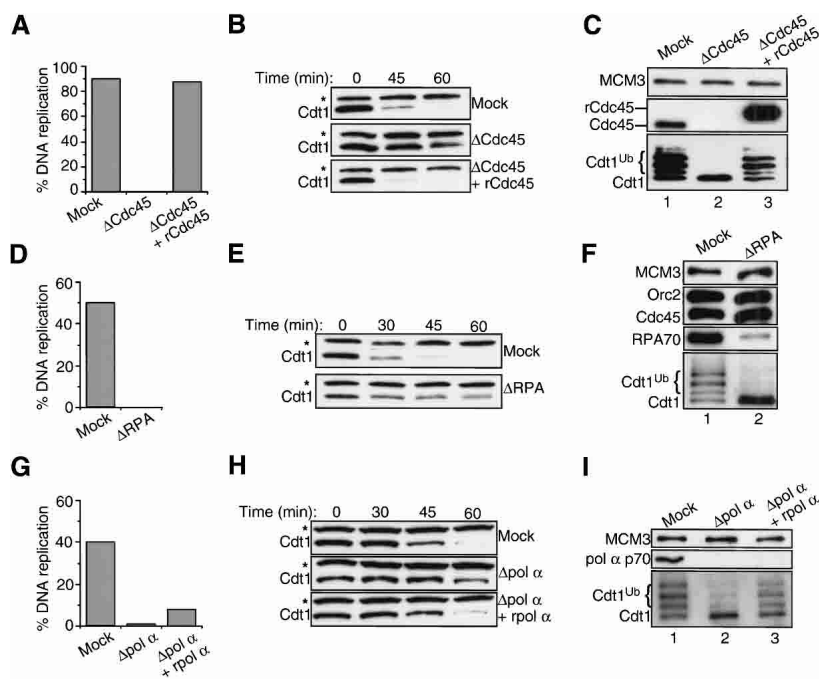 A
% DNA replication
100
80
60
40
20
0
Mock
ΔCdc45
ΔCdc45
+ rCdc45
B
Time (min): 0 45 60
*
Cdt1
Mock
*
Cdt1
ΔCdc45
*
Cdt1
ΔCdc45
+ rCdc45
C
Mock
ΔCdc45
ΔCdc45
+ rCdc45
MCM3
rCdc45
Cdc45
Cdt1Ub {
Cdt1
1 2 3
D
% DNA replication
60
40
20
0
Mock
ΔRPA
E
Time (min): 0 30 45 60
*
Cdt1
Mock
*
Cdt1
ΔRPA
F
Mock
ΔRPA
MCM3
Orc2
Cdc45
RPA70
Cdt1Ub {
Cdt1
1 2
G
% DNA replication
60
40
20
0
Mock
Δpol α
Δpol α
+ rpol α
H
Time (min): 0 30 45 60
*
Cdt1
Mock
*
Cdt1
Δpol α
*
Cdt1
Δpol α
+ rpol α
I
Mock
Δpol α
Δpol α
+ rpol α
MCM3
pol α p70
Cdt1Ub {
Cdt1
1 2 3